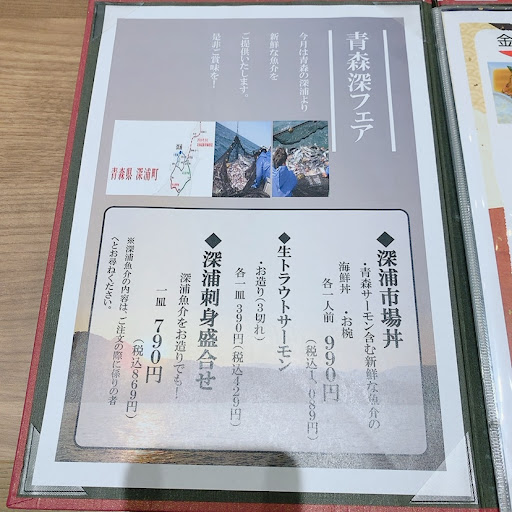 青森深フェア
今月は青森の深浦より
新鮮な魚介を
ご提供いたします。
是非ご賞味を!
青森県 深浦町
◆深浦市場丼
・青森サーモン含む新鮮な魚介の
海鮮丼 ・お椀
各一人前 990円
(税込1,089円)
◆生トラウトサーモン
・お造り(3切れ)
各一皿 390円(税込429円)
◆深浦刺身盛合せ
深浦魚介をお造りでも!
一皿 790円
(税込869円)
※深浦魚介の内容は、ご注文の際に係りの者
へとお尋ねください。
金